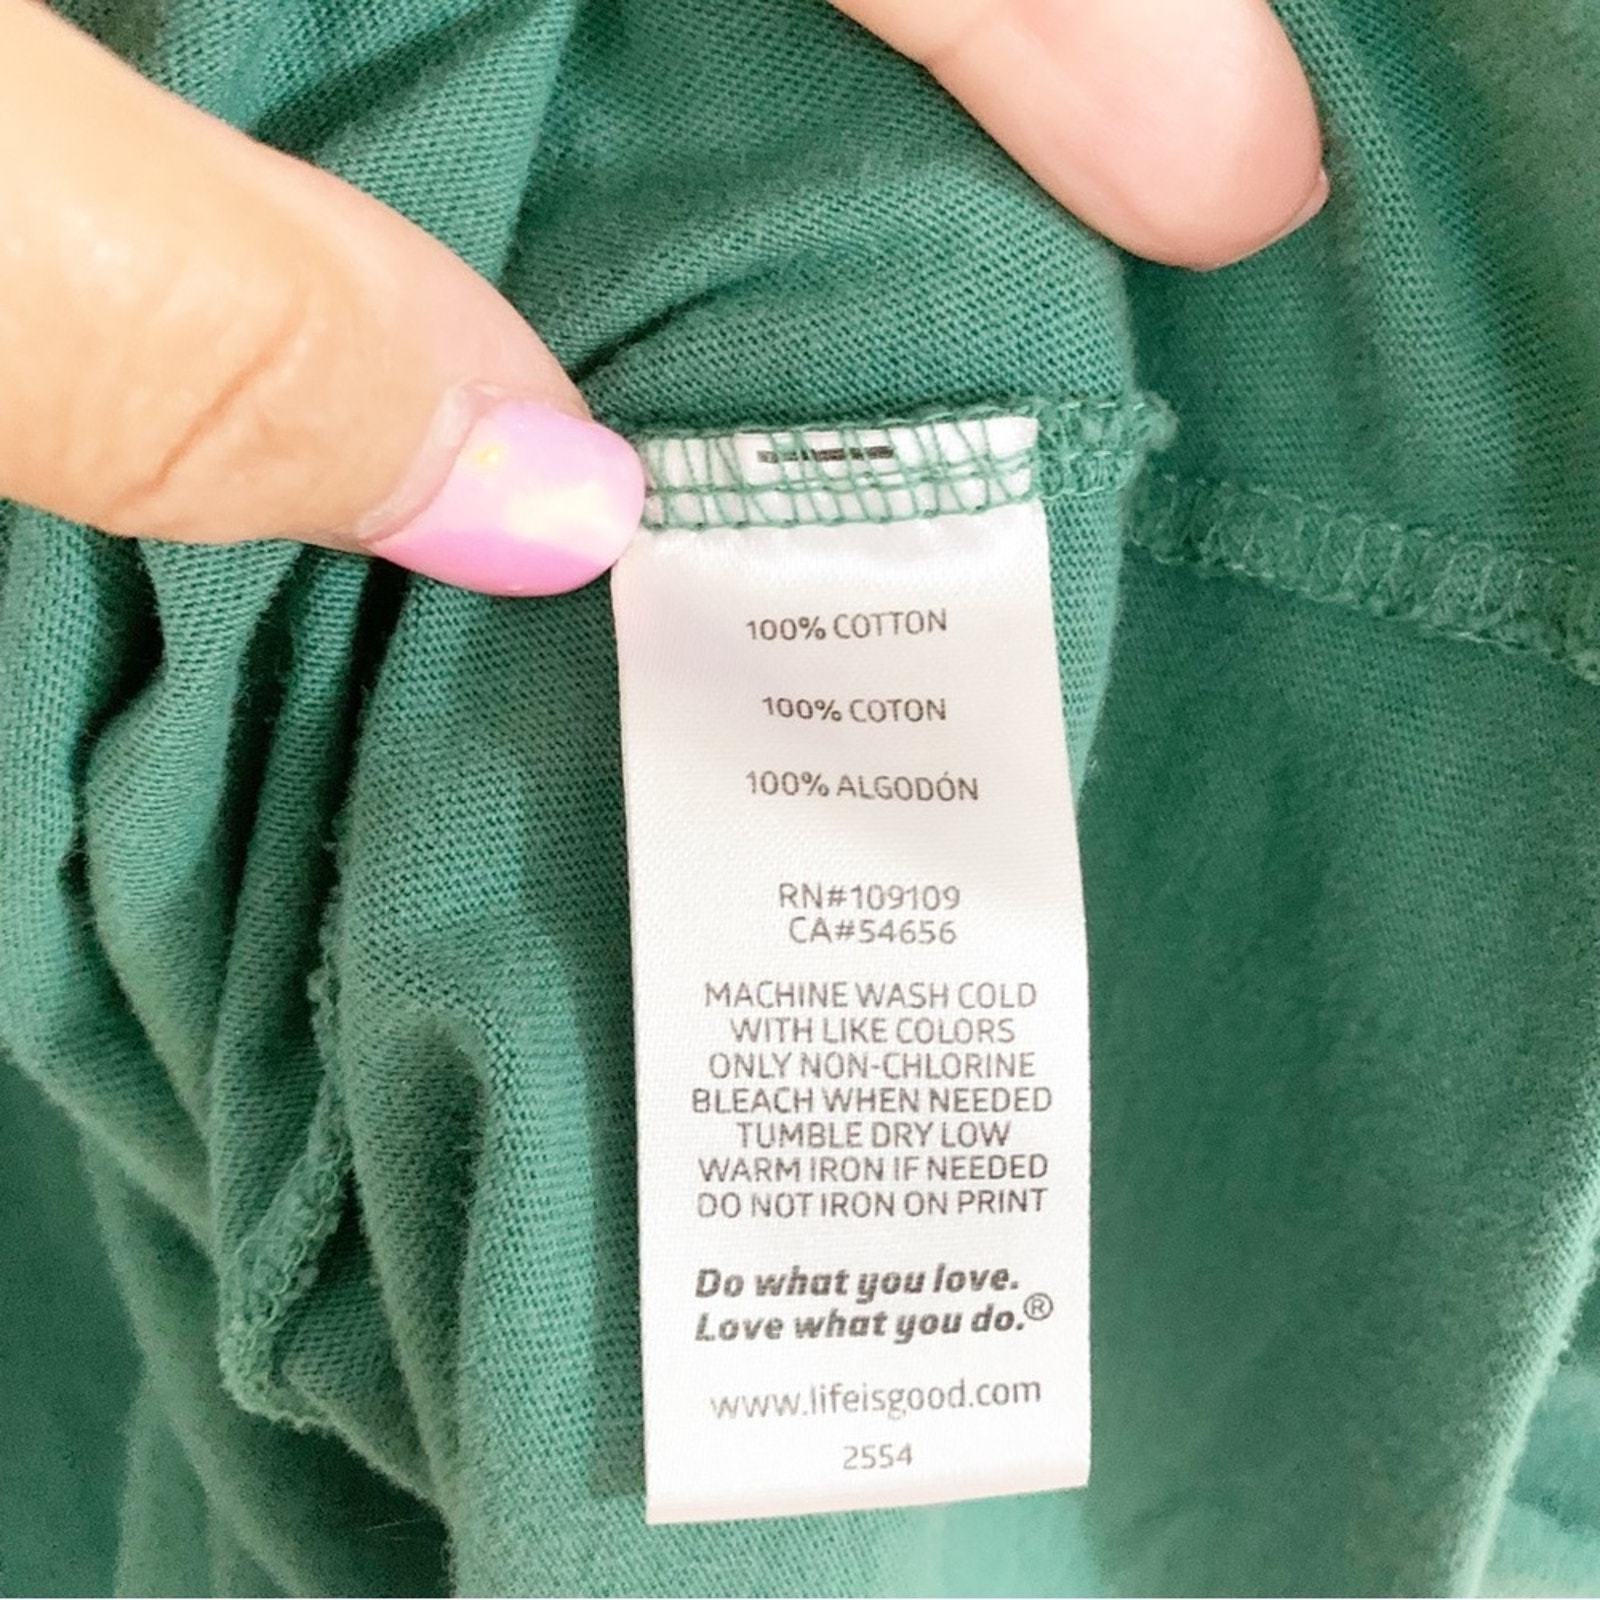 100% COTTON
100% COTON
100% ALGODÓN
RN#109109
CA#54656
MACHINE WASH COLD
WITH LIKE COLORS
ONLY NON-CHLORINE
BLEACH WHEN NEEDED
TUMBLE DRY LOW
WARM IRON IF NEEDED
DO NOT IRON ON PRINT
Do what you love.
Love what you do.®
www.lifeisgood.com
2554